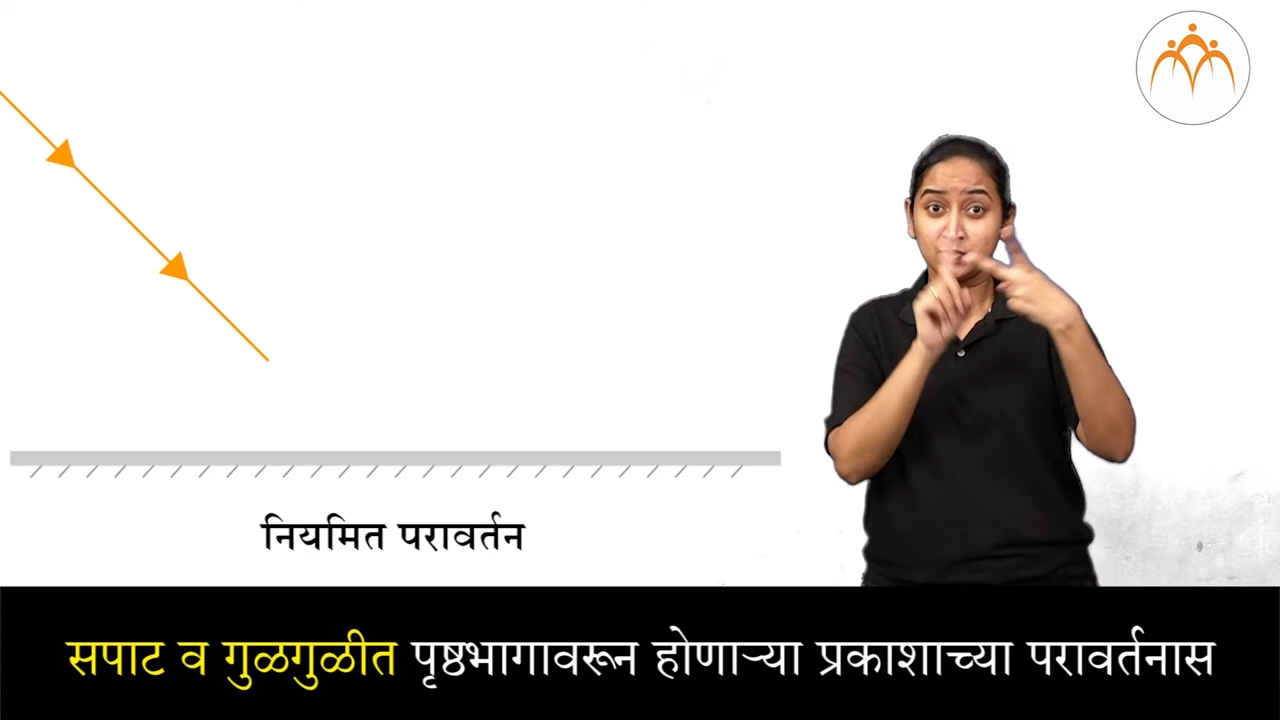 नियमित परावर्तन
सपाट व गुळगुळीत पृष्ठभागावरून होणाऱ्या प्रकाशाच्या परावर्तनास